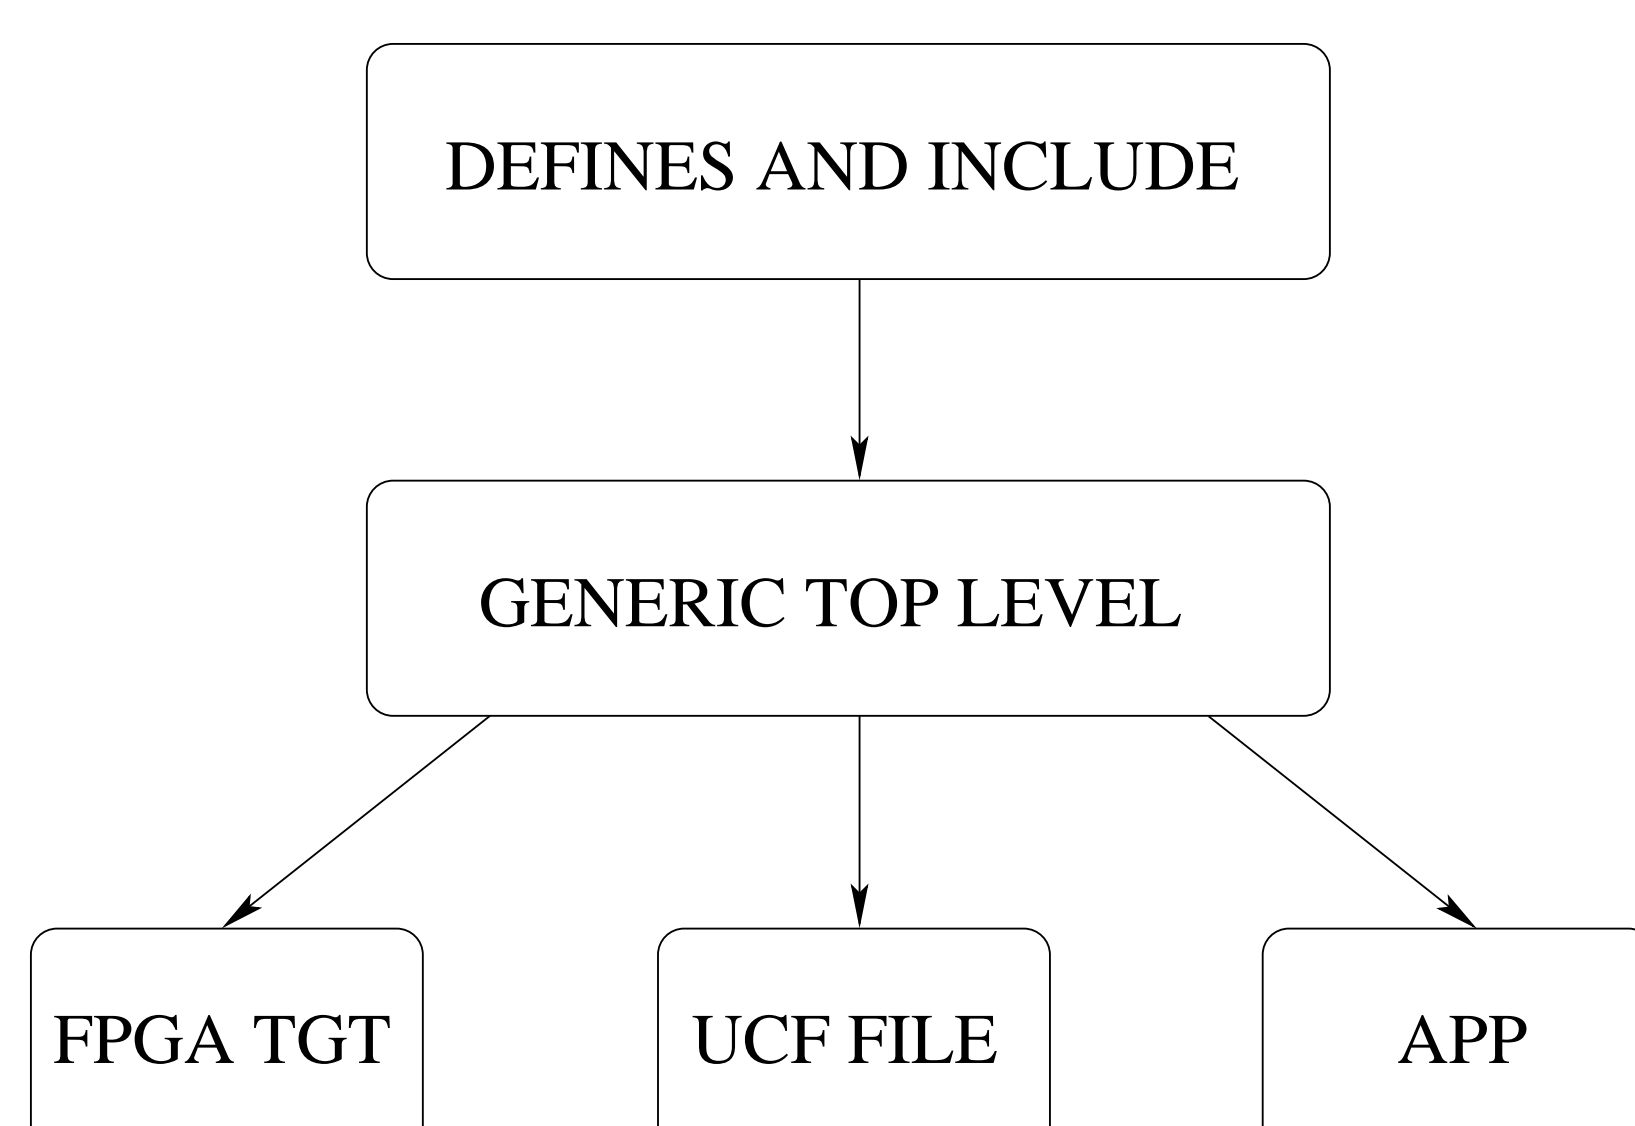 DEFINES AND INCLUDE
GENERIC TOP LEVEL
FPGA TGT
UCF FILE
APP